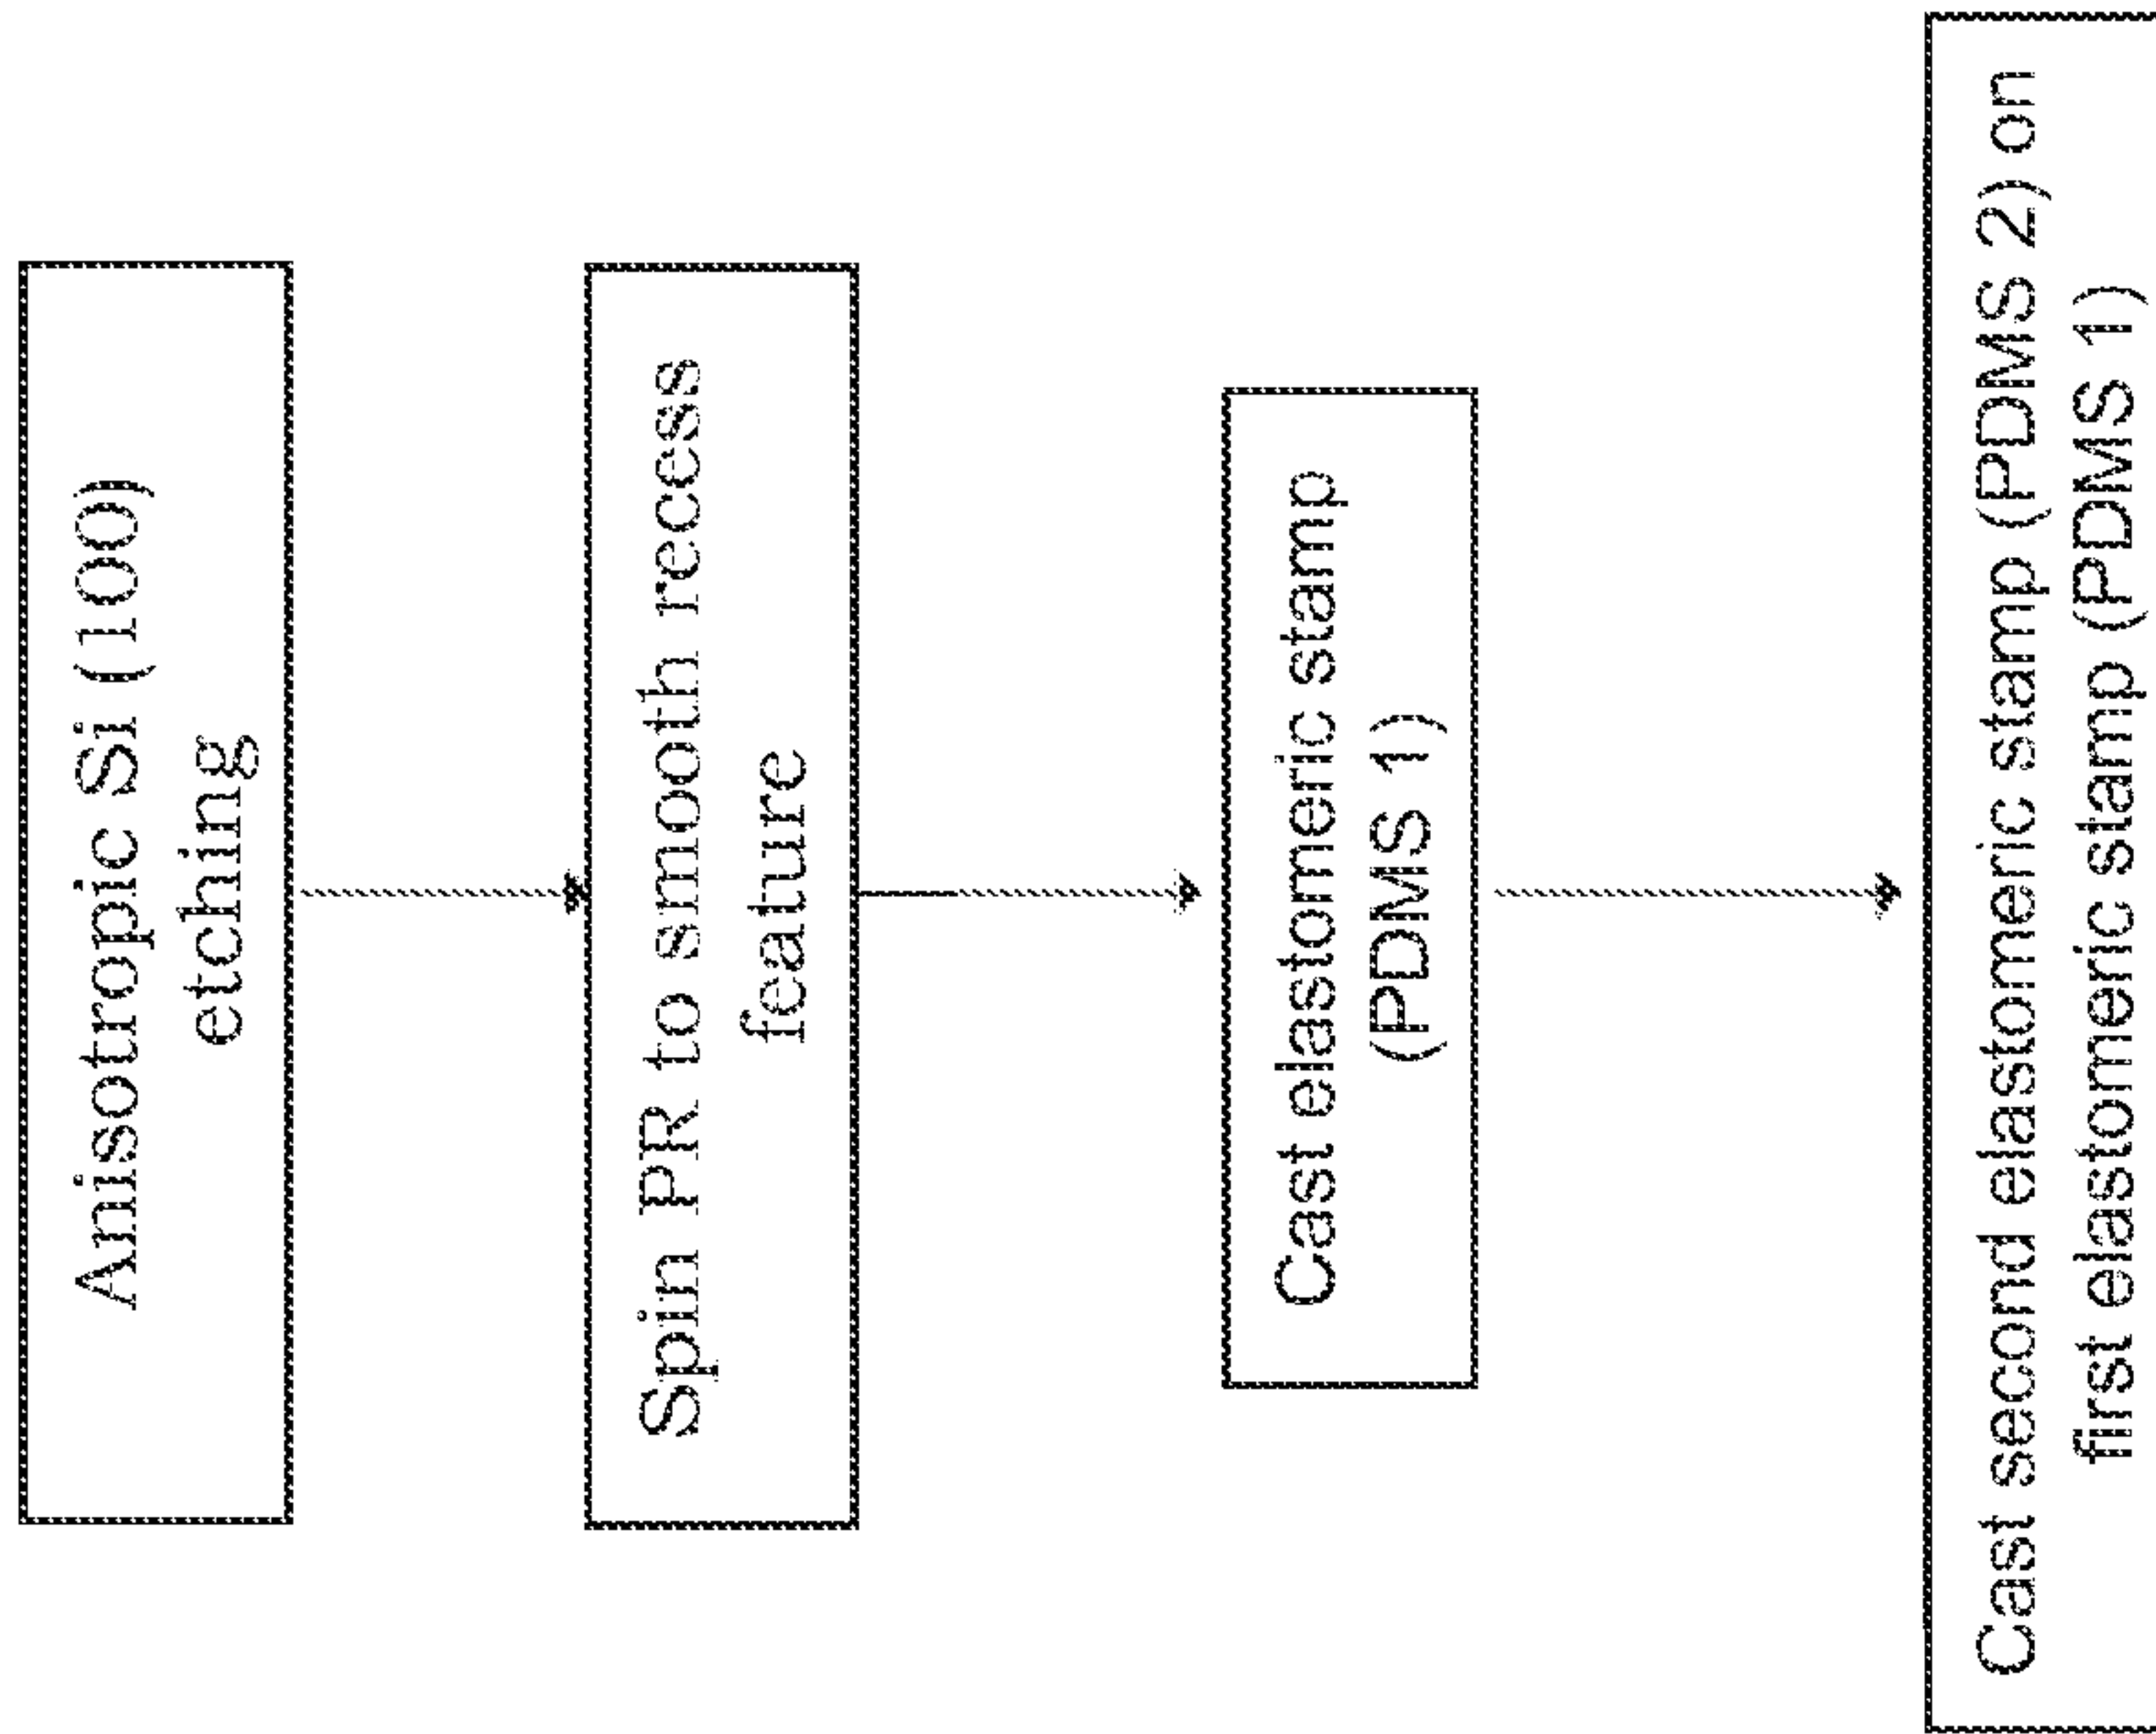 Anisotropic Si (100)
etching
Spin PR to smooth recess
feature
Cast elastomeric stamp
(PDMS 1)
Cast second elastomeric stamp (PDMS 2) on
first elastomeric stamp (PDMS 1)